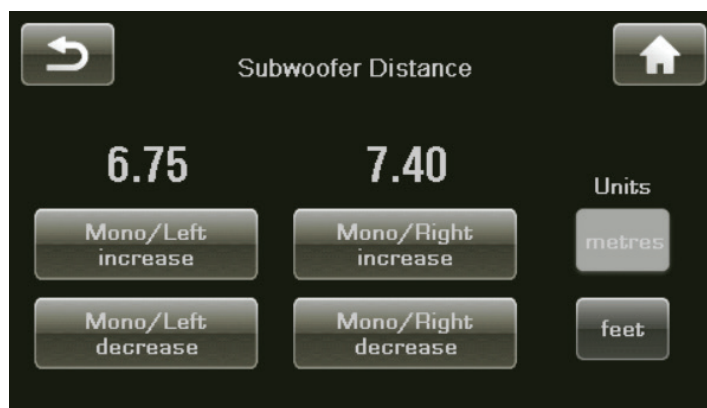 Subwoofer Distance
6.75
7.40
Units
Mono/Left
increase
Mono/Right
increase
metres
Mono/Left
decrease
Mono/Right
decrease
feet